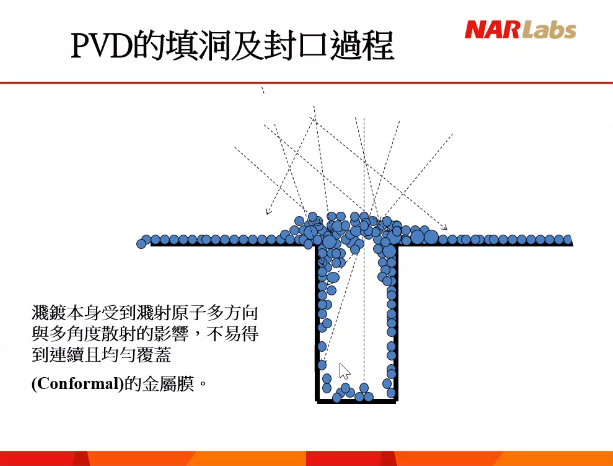 PVD的填洞及封口過程
NARLabs
濺鍍本身受到濺射原子多方向
與多角度散射的影響，不易得
到連續且均勻覆蓋
(Conformal)的金屬膜。